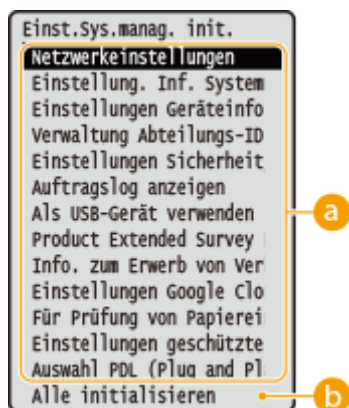 Einst.Sys.manag. init.
Netzwerkeinstellungen
Einstellung. Inf. System
Einstellungen Geräteinfo
Verwaltung Abteilungs-ID
Einstellungen Sicherheit
Auftragslog anzeigen
Als USB-Gerät verwenden
Product Extended Survey
Info. zum Erwerb von Ver
Einstellungen Google Clo
Für Prüfung von Papierei
Einstellungen geschützte
Auswahl PDL (Plug and Pl
Alle initialisieren
a
b